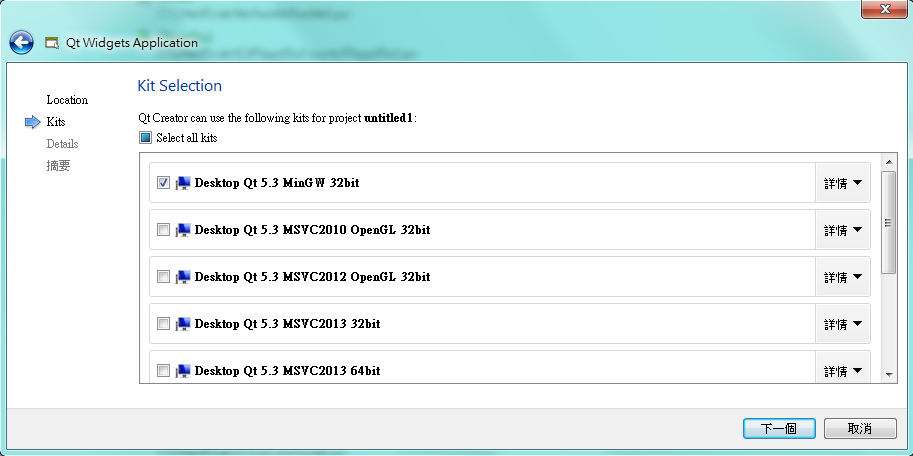 Qt Widgets Application
Location
Kits
Details
摘要
Kit Selection
Qt Creator can use the following kits for project untitled1:
Select all kits
Desktop Qt 5.3 MinGW 32bit 詳情
Desktop Qt 5.3 MSVC2010 OpenGL 32bit 詳情
Desktop Qt 5.3 MSVC2012 OpenGL 32bit 詳情
Desktop Qt 5.3 MSVC2013 32bit 詳情
Desktop Qt 5.3 MSVC2013 64bit 詳情
下一個 取消